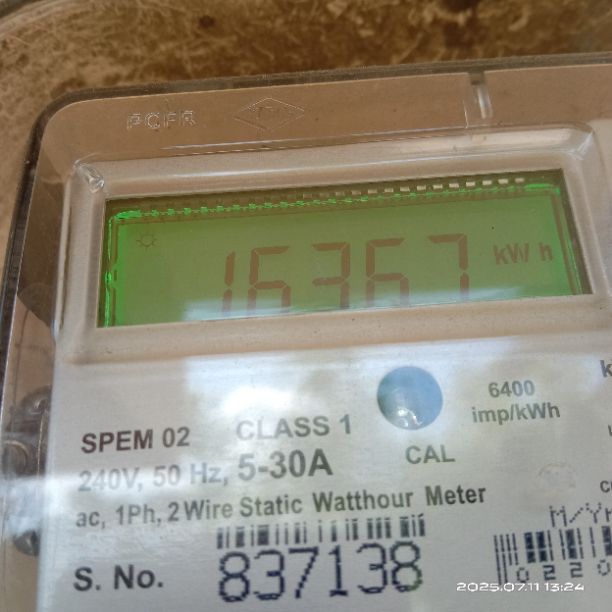 PCFR
16367 kWh
6400
imp/kWh
SPEM 02 CLASS 1
CAL
240V, 50 Hz, 5-30A
ac, 1Ph, 2 Wire Static Watthour Meter
S. No. 837138
M/Y
0220
2025.07.11 13:24